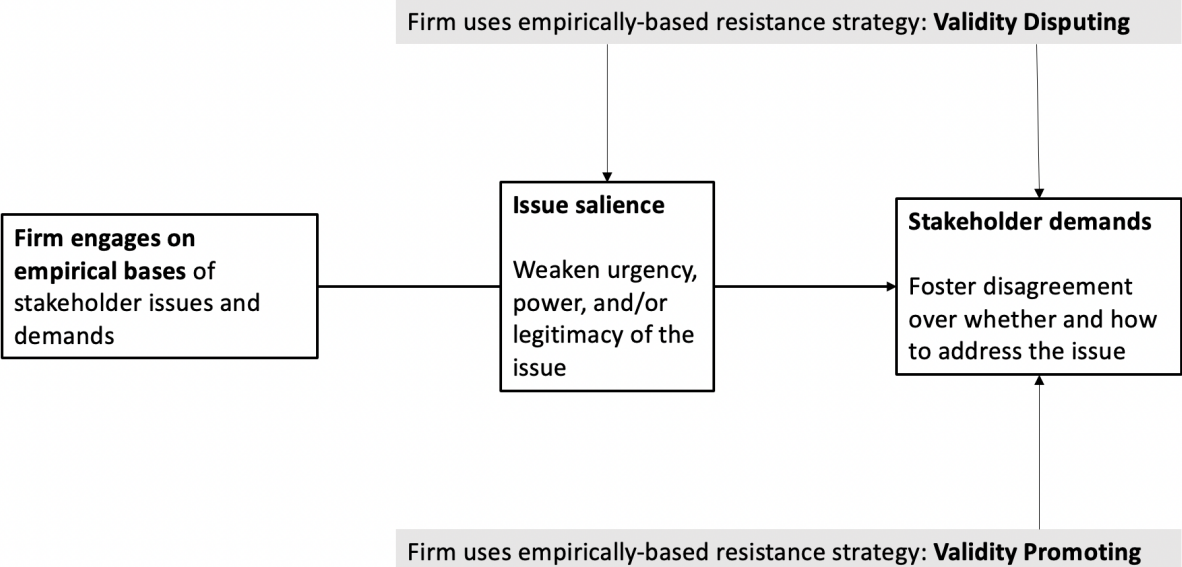 Firm uses empirically-based resistance strategy: Validity Disputing
Firm engages on
empirical bases of
stakeholder issues and
demands
Issue salience
Weaken urgency,
power, and/or
legitimacy of the
issue
Stakeholder demands
Foster disagreement
over whether and how
to address the issue
Firm uses empirically-based resistance strategy: Validity Promoting